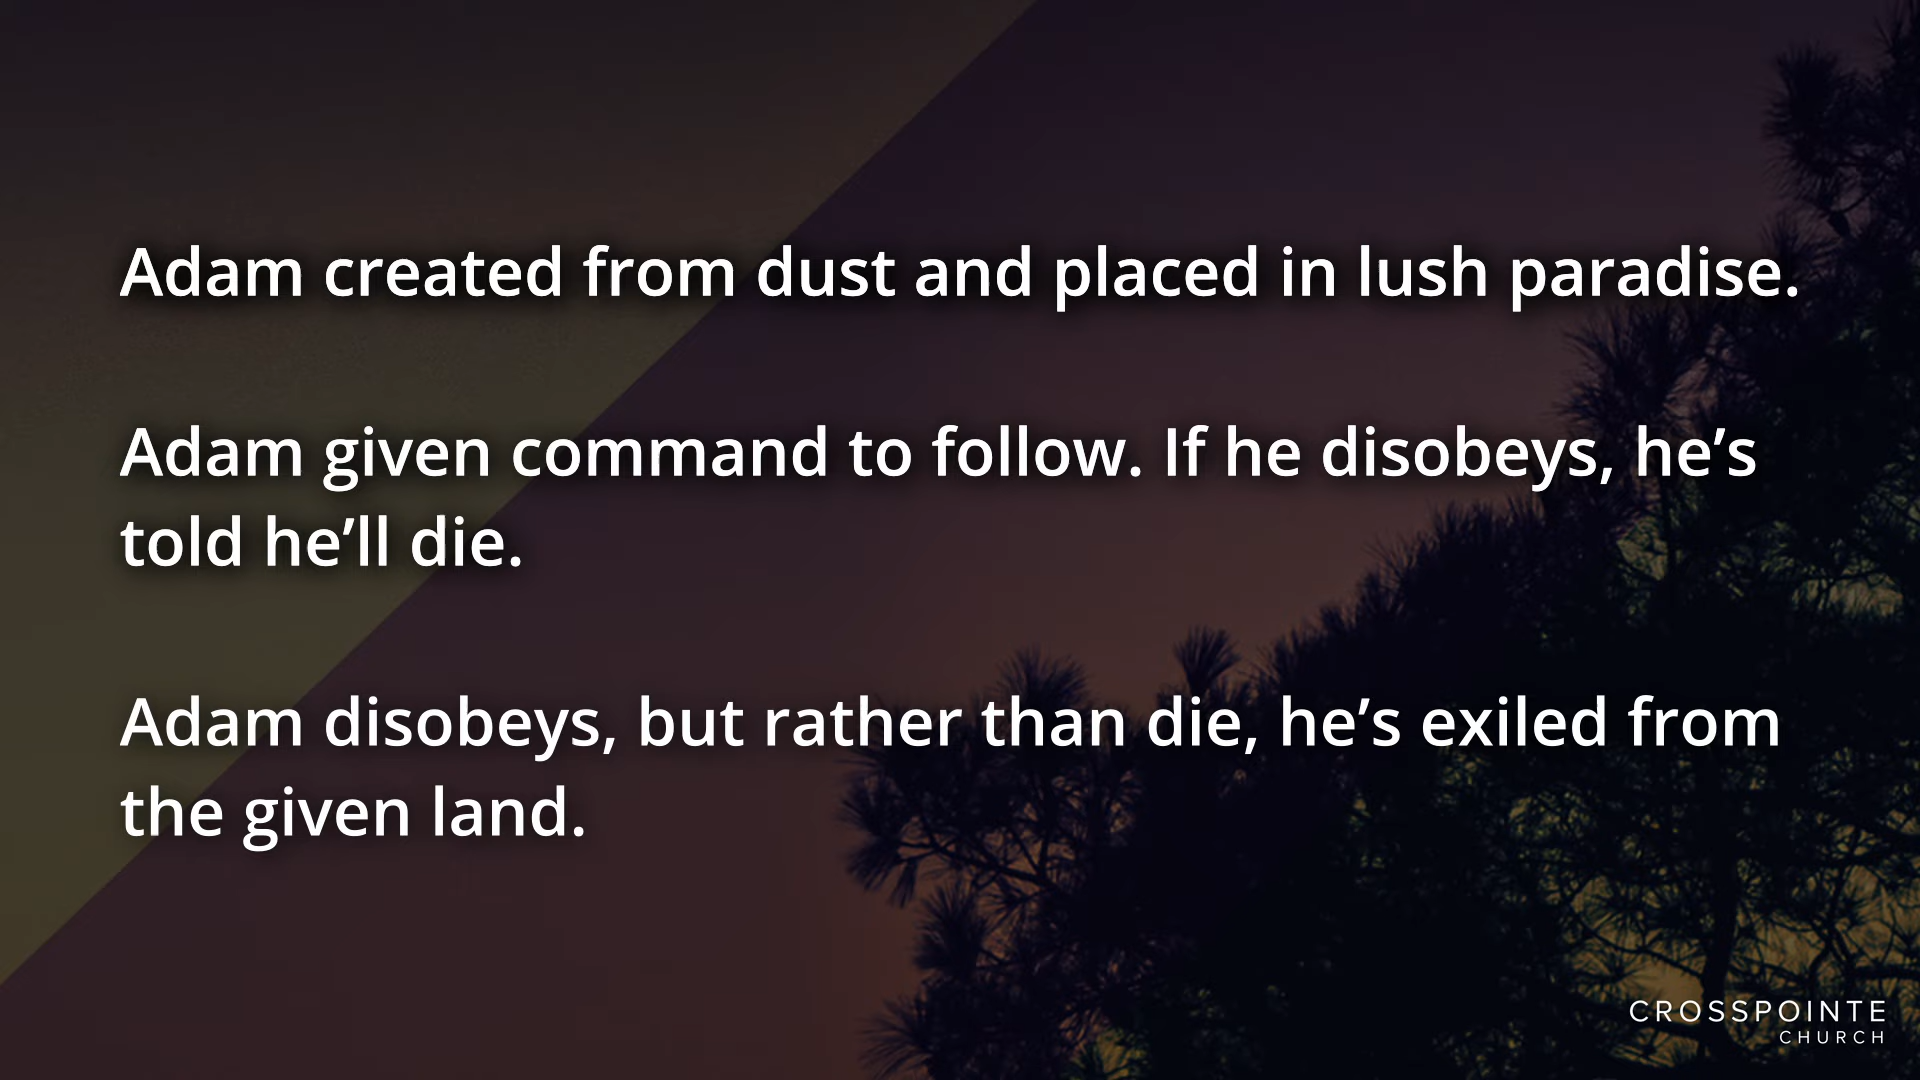 Adam created from dust and placed in lush paradise.
Adam given command to follow. If he disobeys, he’s
told he’ll die.
Adam disobeys, but rather than die, he’s exiled from
the given land.
CROSSPOINTE
CHURCH